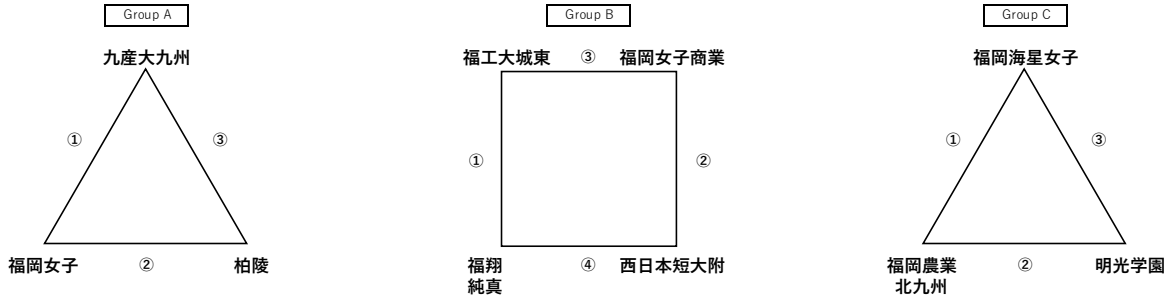 Group A
Group B
Group C
九産大九州
福工大城東
③
福岡女子商業
福岡海星女子
①
③
①
②
①
③
福岡女子
②
柏陵
福翔
純真
④
西日本短大附
福岡農業
北九州
②
明光学園